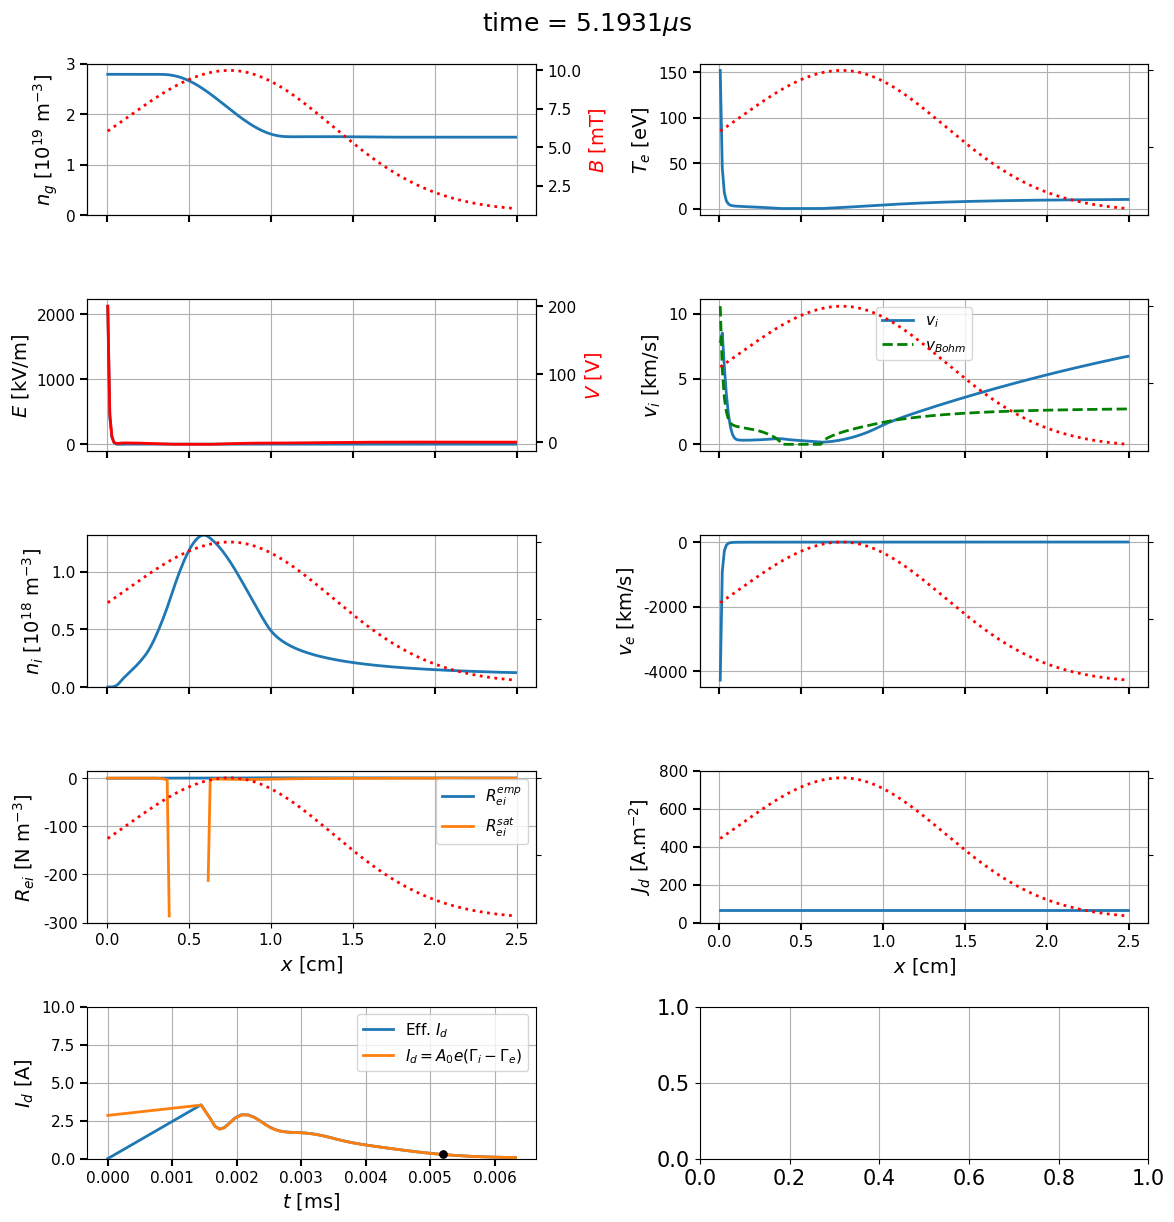 time = 5.1931μs
n_g [10^19 m^−3]
3
2
1
0
10.0
7.5
5.0
2.5
B [mT]
T_e [eV]
150
100
50
0
E [kV/m]
2000
1000
0
200
100
0
V [V]
v_i [km/s]
10
5
0
v_i
v_Bohm
n_i [10^18 m^−3]
1.0
0.5
0.0
v_e [km/s]
0
-2000
-4000
R_ei [N m^−3]
0
-100
-200
-300
R_ei^emp
R_ei^sat
0.0 0.5 1.0 1.5 2.0 2.5
x [cm]
J_d [A.m^−2]
800
600
400
200
0
0.0 0.5 1.0 1.5 2.0 2.5
x [cm]
I_d [A]
10.0
7.5
5.0
2.5
0.0
Eff. I_d
I_d = A_0e(Γ_i − Γ_e)
0.000 0.001 0.002 0.003 0.004 0.005 0.006
t [ms]
1.0
0.5
0.0
0.0 0.2 0.4 0.6 0.8 1.0